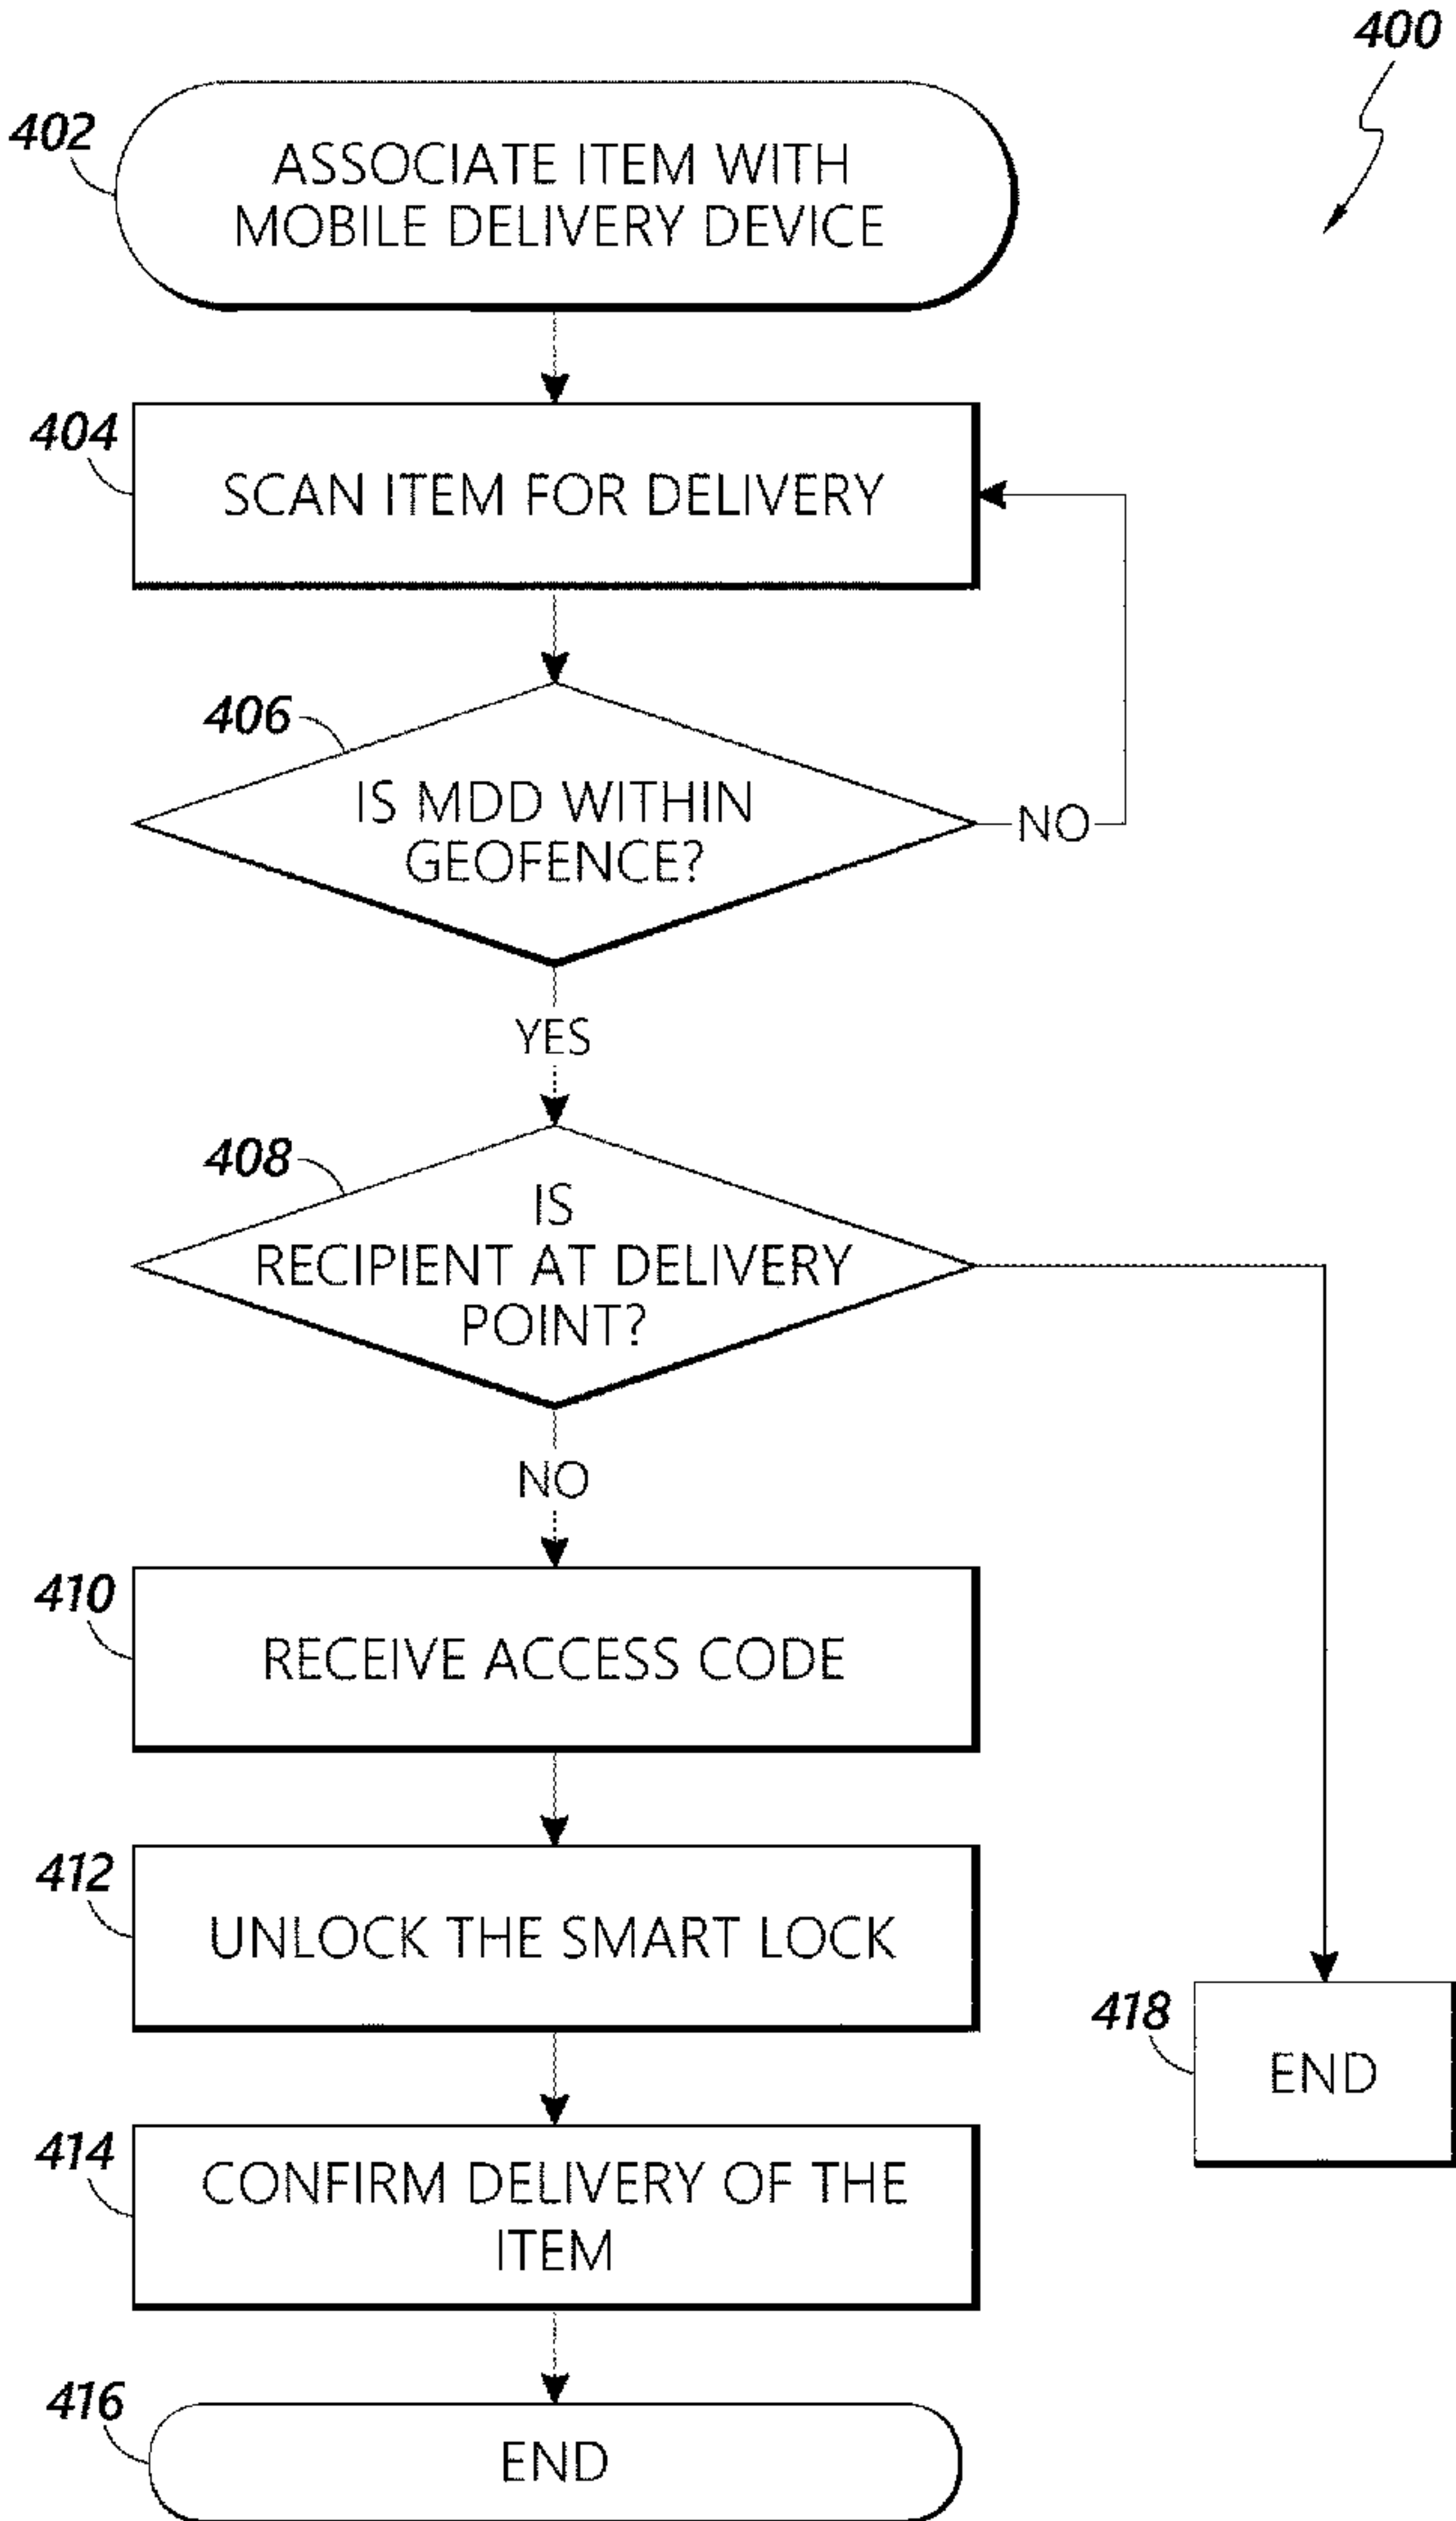 400
402
ASSOCIATE ITEM WITH
MOBILE DELIVERY DEVICE
404
SCAN ITEM FOR DELIVERY
406
IS MDD WITHIN
GEOFENCE?
NO
YES
408
IS
RECIPIENT AT DELIVERY
POINT?
NO
410
RECEIVE ACCESS CODE
412
UNLOCK THE SMART LOCK
418
END
414
CONFIRM DELIVERY OF THE
ITEM
416
END